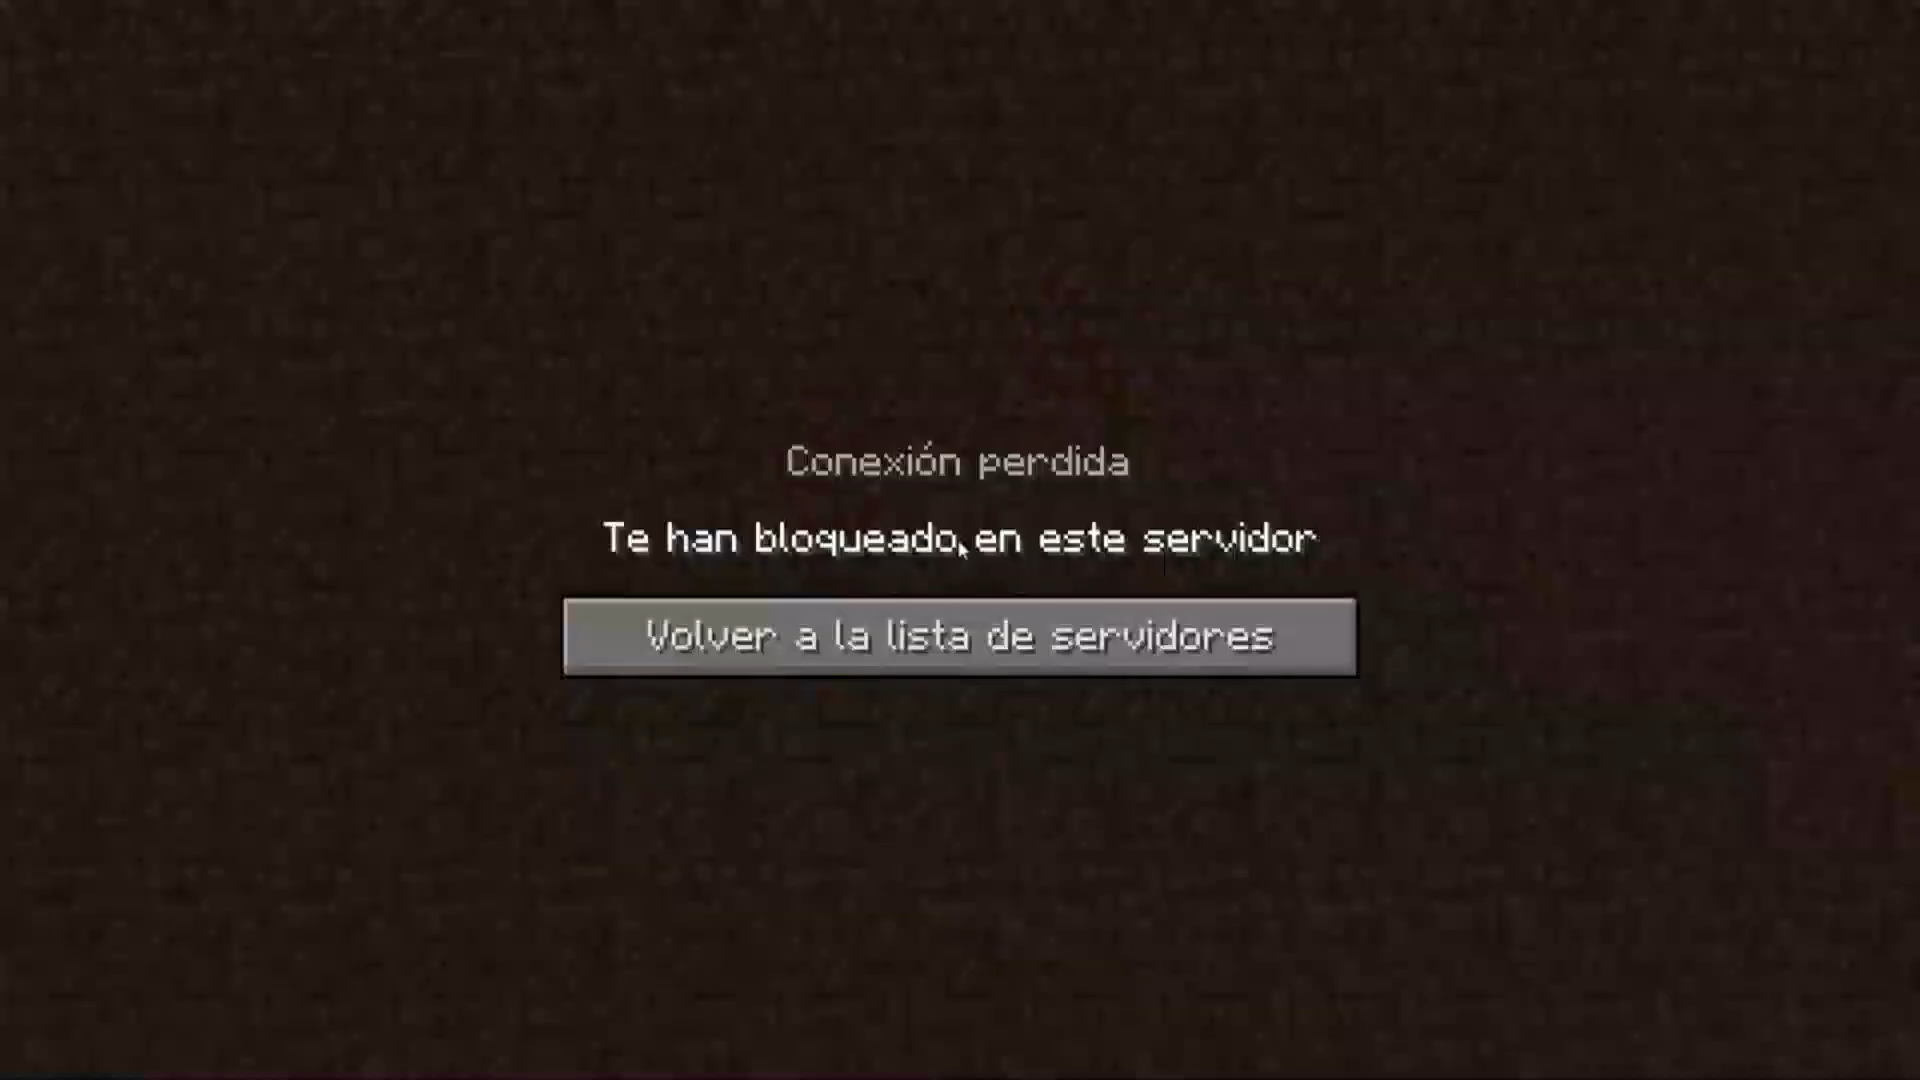 Conexión perdida
Te han bloqueado en este servidor
Volver a la lista de servidores